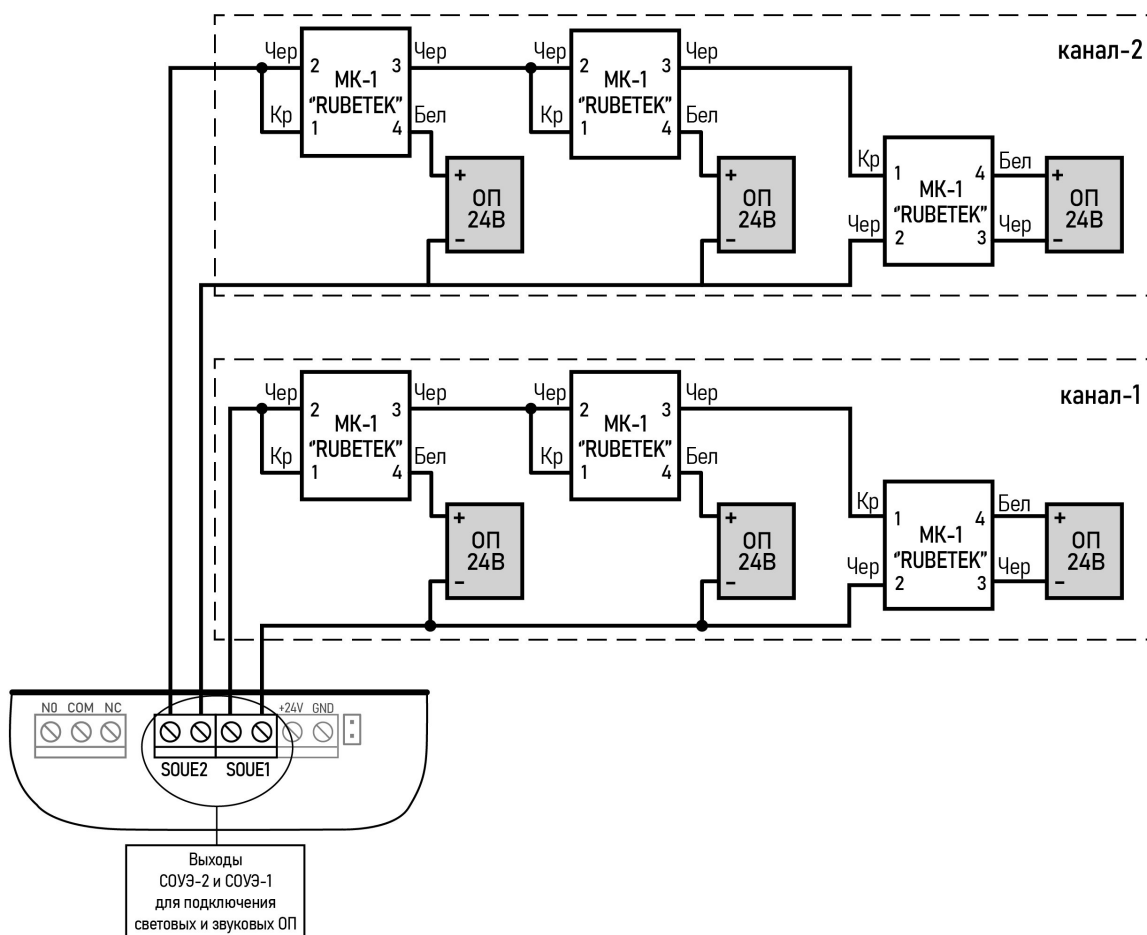 канал-2
Чер 2 3 Чер 2 3 Чер
МК-1 МК-1
"RUBETEK" "RUBETEK"
Кр 1 4 Бел Кр 1 4 Бел
Кр 1 4 Бел
+ + МК-1 +
ОП ОП "RUBETEK" ОП
24В 24В 24В
Чер 2 3 Чер
– – –
канал-1
Чер 2 3 Чер 2 3 Чер
МК-1 МК-1
"RUBETEK" "RUBETEK"
Кр 1 4 Бел Кр 1 4 Бел
Кр 1 4 Бел
+ + МК-1 +
ОП ОП "RUBETEK" ОП
24В 24В 24В
Чер 2 3 Чер
– – –
NO COM NC +24V GND
SOUE2 SOUE1
Выходы
СОУЭ-2 и СОУЭ-1
для подключения
световых и звуковых ОП